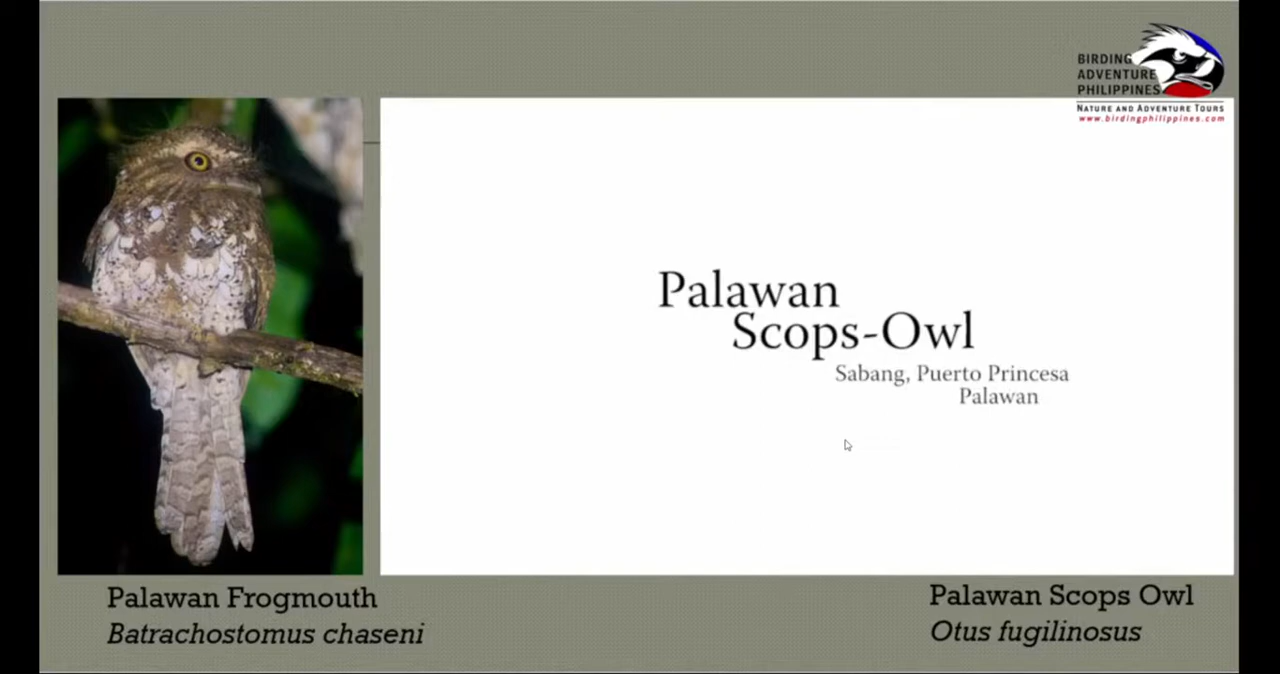 BIRDING
ADVENTURE
PHILIPPINES
NATURE AND ADVENTURE TOURS
www.birdingphilippines.com
Palawan
Scops-Owl
Sabang, Puerto Princesa
Palawan
Palawan Frogmouth
Batrachostomus chaseni
Palawan Scops Owl
Otus fugilinosus